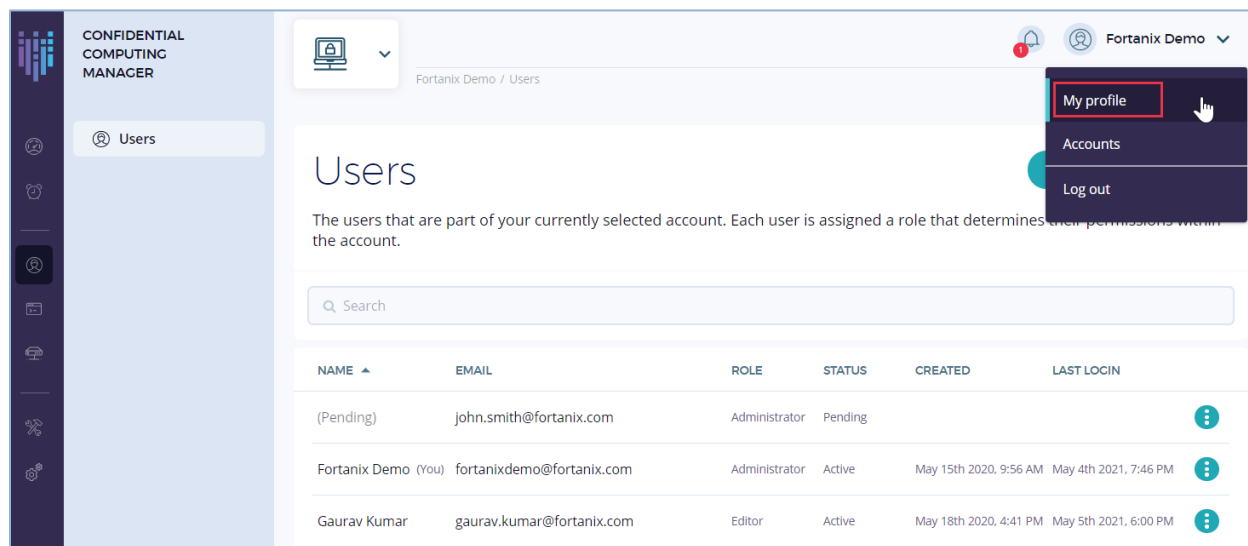 CONFIDENTIAL
COMPUTING
MANAGER
Users
Fortanix Demo / Users
1
Fortanix Demo
My profile
Accounts
Log out
Users
The users that are part of your currently selected account. Each user is assigned a role that determines their permissions within
the account.
Search
NAME EMAIL ROLE STATUS CREATED LAST LOGIN
(Pending) john.smith@fortanix.com Administrator Pending
Fortanix Demo (You) fortanixdemo@fortanix.com Administrator Active May 15th 2020, 9:56 AM May 4th 2021, 7:46 PM
Gaurav Kumar gaurav.kumar@fortanix.com Editor Active May 18th 2020, 4:41 PM May 5th 2021, 6:00 PM